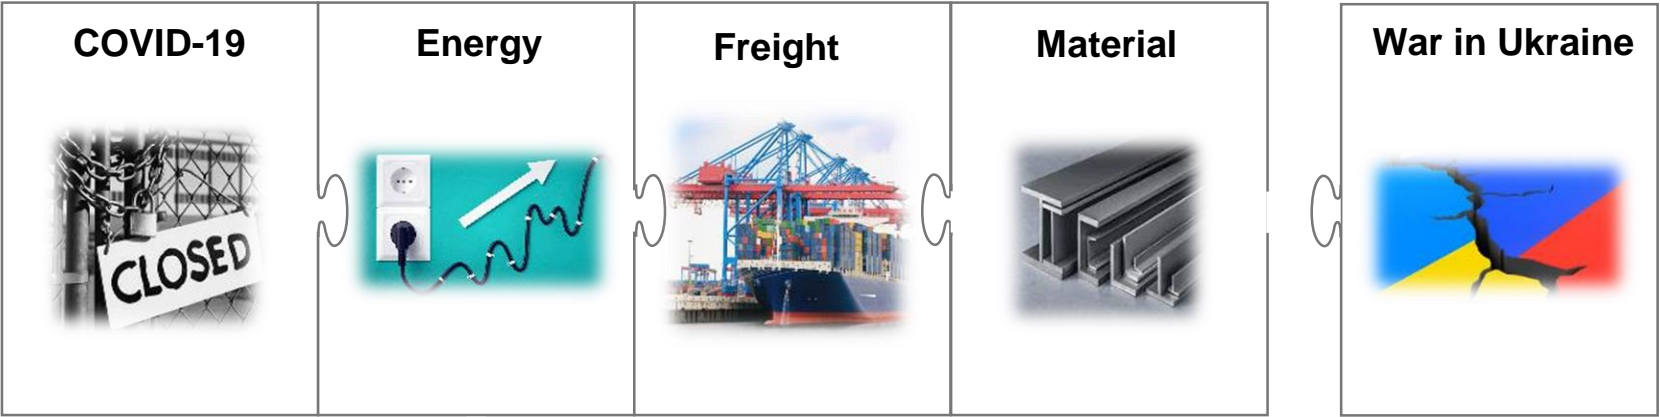 COVID-19
Energy
Freight
Material
War in Ukraine
CLOSED